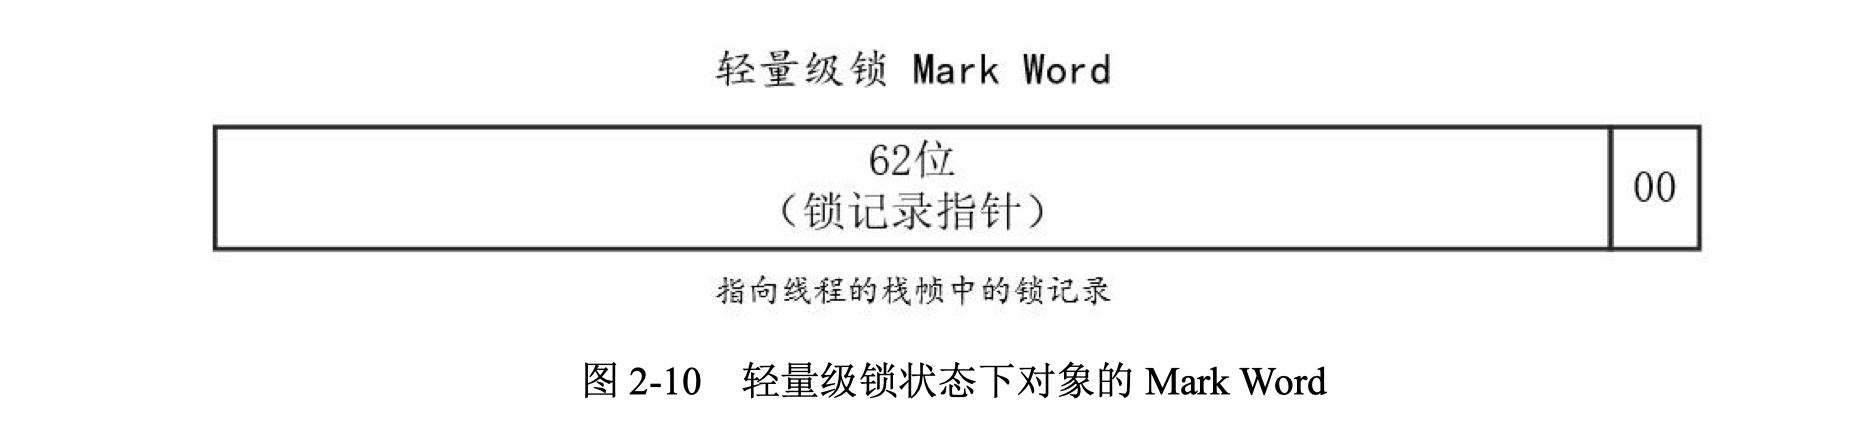 轻量级锁 Mark Word
62位
（锁记录指针）
00
指向线程的栈帧中的锁记录
图 2-10 轻量级锁状态下对象的 Mark Word